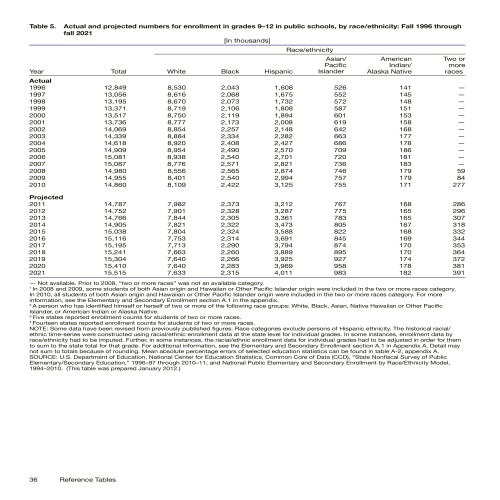 Table 5. Actual and projected numbers for enrollment in grades 9–12 in public schools, by race/ethnicity: Fall 1996 through
fall 2021
[In thousands]
Race/ethnicity
Asian/ American Two or
Pacific Indian/ more
Year Total White Black Hispanic Islander Alaska Native races
Actual
1996 12,849 8,530 2,043 1,608 526 141 —
1997 13,056 8,616 2,068 1,675 552 145 —
1998 13,195 8,670 2,073 1,732 572 148 —
1999 13,371 8,719 2,106 1,808 587 151 —
2000 13,517 8,750 2,119 1,894 601 153 —
2001 13,736 8,777 2,173 2,008 619 158 —
2002 14,069 8,854 2,257 2,148 642 168 —
2003 14,339 8,884 2,334 2,282 663 177 —
2004 14,618 8,920 2,408 2,427 686 178 —
2005 14,909 8,954 2,490 2,570 709 186 —
2006 15,081 8,938 2,540 2,701 720 181 —
2007 15,087 8,776 2,571 2,821 736 183 —
2008 14,980 8,556 2,565 2,874 746 179 59
2009 14,955 8,401 2,540 2,994 757 179 84
2010 14,860 8,109 2,422 3,125 755 171 277
Projected
2011 14,787 7,982 2,373 3,212 767 168 286
2012 14,752 7,901 2,328 3,287 775 165 296
2013 14,766 7,844 2,305 3,361 783 165 307
2014 14,905 7,821 2,322 3,473 805 167 318
2015 15,038 7,804 2,324 3,588 822 168 332
2016 15,116 7,753 2,314 3,691 845 169 344
2017 15,195 7,713 2,290 3,794 874 170 353
2018 15,241 7,663 2,260 3,889 895 170 364
2019 15,304 7,640 2,266 3,925 927 174 372
2020 15,410 7,640 2,283 3,969 958 178 381
2021 15,515 7,633 2,315 4,011 983 182 391
— Not available. Prior to 2008, "two or more races" was not an available category.
¹ In 2008 and 2009, some students of both Asian origin and Hawaiian or Other Pacific Islander origin were included in the two or more races category.
In 2010, all students of both Asian origin and Hawaiian or Other Pacific Islander origin were included in the two or more races category. For more
information, see the Elementary and Secondary Enrollment section A.1 in the appendix.
² A person who has identified himself or herself of two or more of the following race groups: White, Black, Asian, Native Hawaiian or Other Pacific
Islander, or American Indian or Alaska Native.
³ Five states reported enrollment counts for students of two or more races.
⁴ Fourteen states reported enrollment counts for students of two or more races.
NOTE: Some data have been revised from previously published figures. Race categories exclude persons of Hispanic ethnicity. The historical racial/
ethnic time-series were constructed using racial/ethnic enrollment data at the state level for individual grades. In some instances, enrollment data by
race/ethnicity had to be imputed. Further, in some instances, the racial/ethnic enrollment data for individual grades had to be adjusted in order for them
to sum to the state total for that grade. For additional information, see the Elementary and Secondary Enrollment section A.1 in Appendix A. Detail may
not sum to totals because of rounding. Mean absolute percentage errors of selected education statistics can be found in table A-2, appendix A.
SOURCE: U.S. Department of Education, National Center for Education Statistics, Common Core of Data (CCD), "State Nonfiscal Survey of Public
Elementary/Secondary Education," 1996–97 through 2010–11; and National Public Elementary and Secondary Enrollment by Race/Ethnicity Model,
1994–2010. (This table was prepared January 2012.)
36 Reference Tables